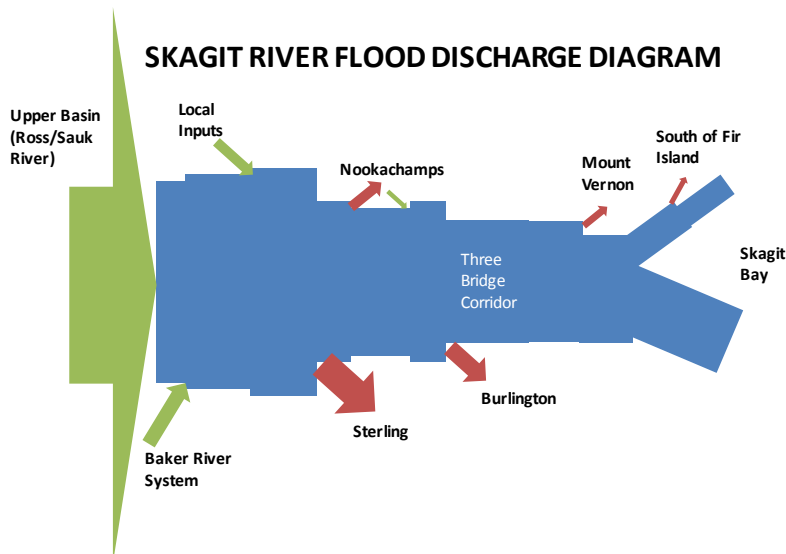 SKAGIT RIVER FLOOD DISCHARGE DIAGRAM
Upper Basin
(Ross/Sauk
River)
Local
Inputs
Nookachamps
Mount
Vernon
South of Fir
Island
Three
Bridge
Corridor
Skagit
Bay
Burlington
Sterling
Baker River
System